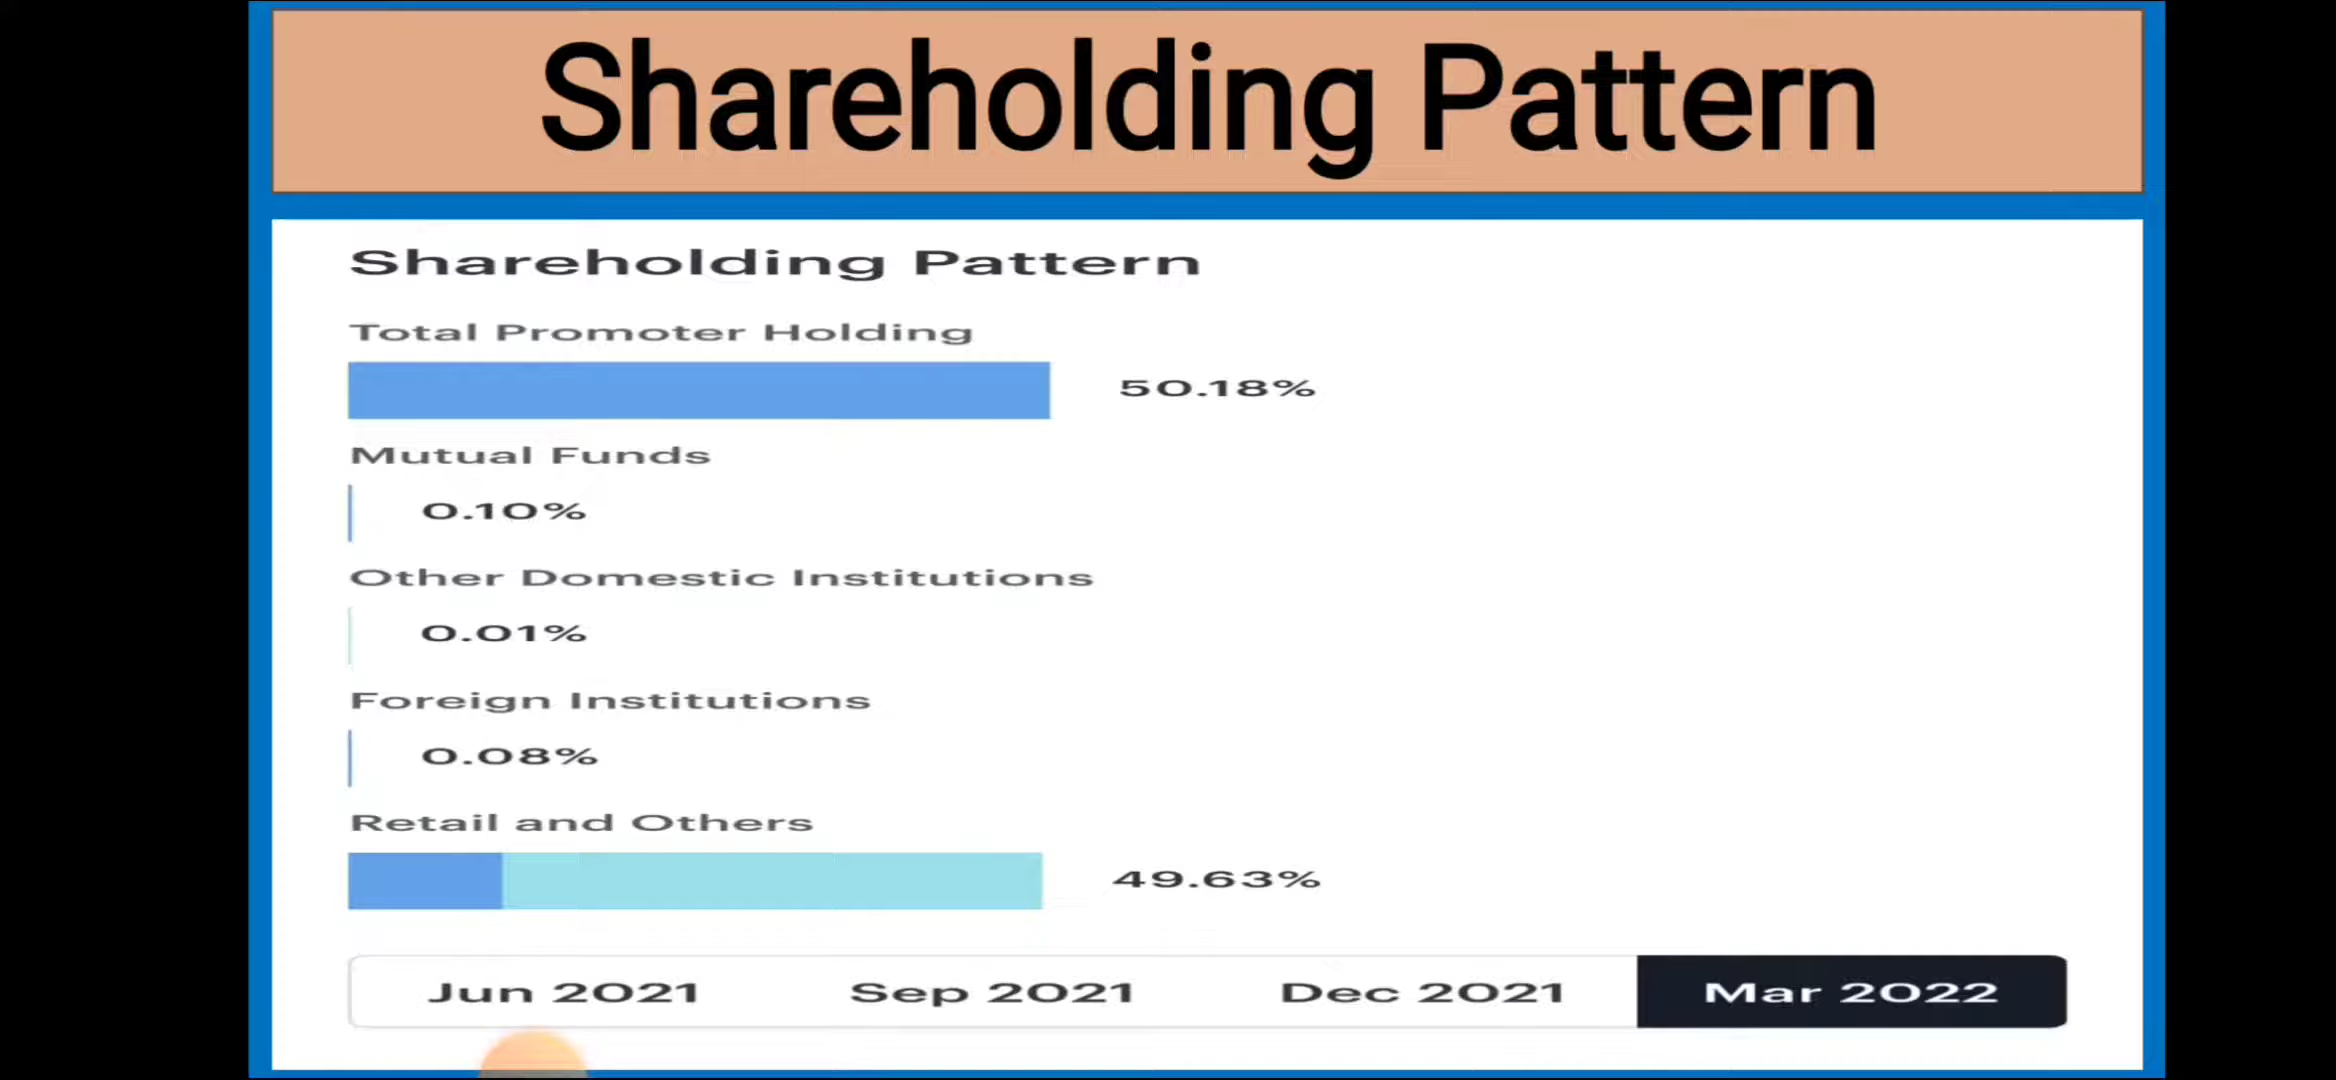 Shareholding Pattern
Shareholding Pattern
Total Promoter Holding
50.18%
Mutual Funds
0.10%
Other Domestic Institutions
0.01%
Foreign Institutions
0.08%
Retail and Others
49.63%
Jun 2021 Sep 2021 Dec 2021 Mar 2022